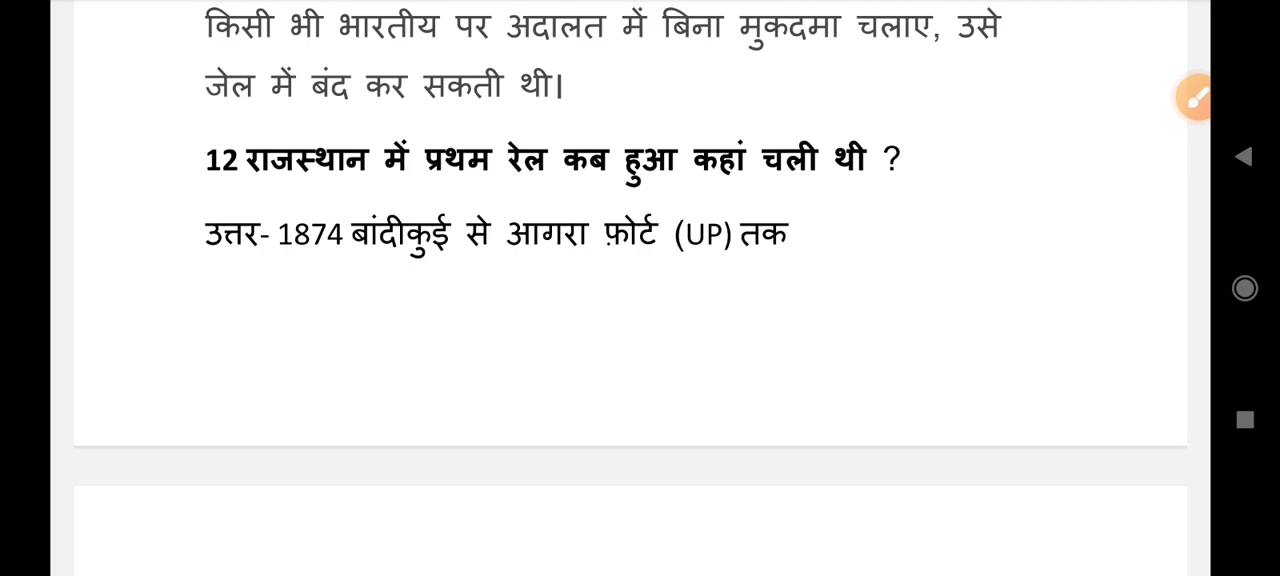 किसी भी भारतीय पर अदालत में बिना मुकदमा चलाए, उसे
जेल में बंद कर सकती थी।
12 राजस्थान में प्रथम रेल कब हुआ कहां चली थी ?
उत्तर- 1874 बांदीकुई से आगरा फ़ोर्ट (UP) तक